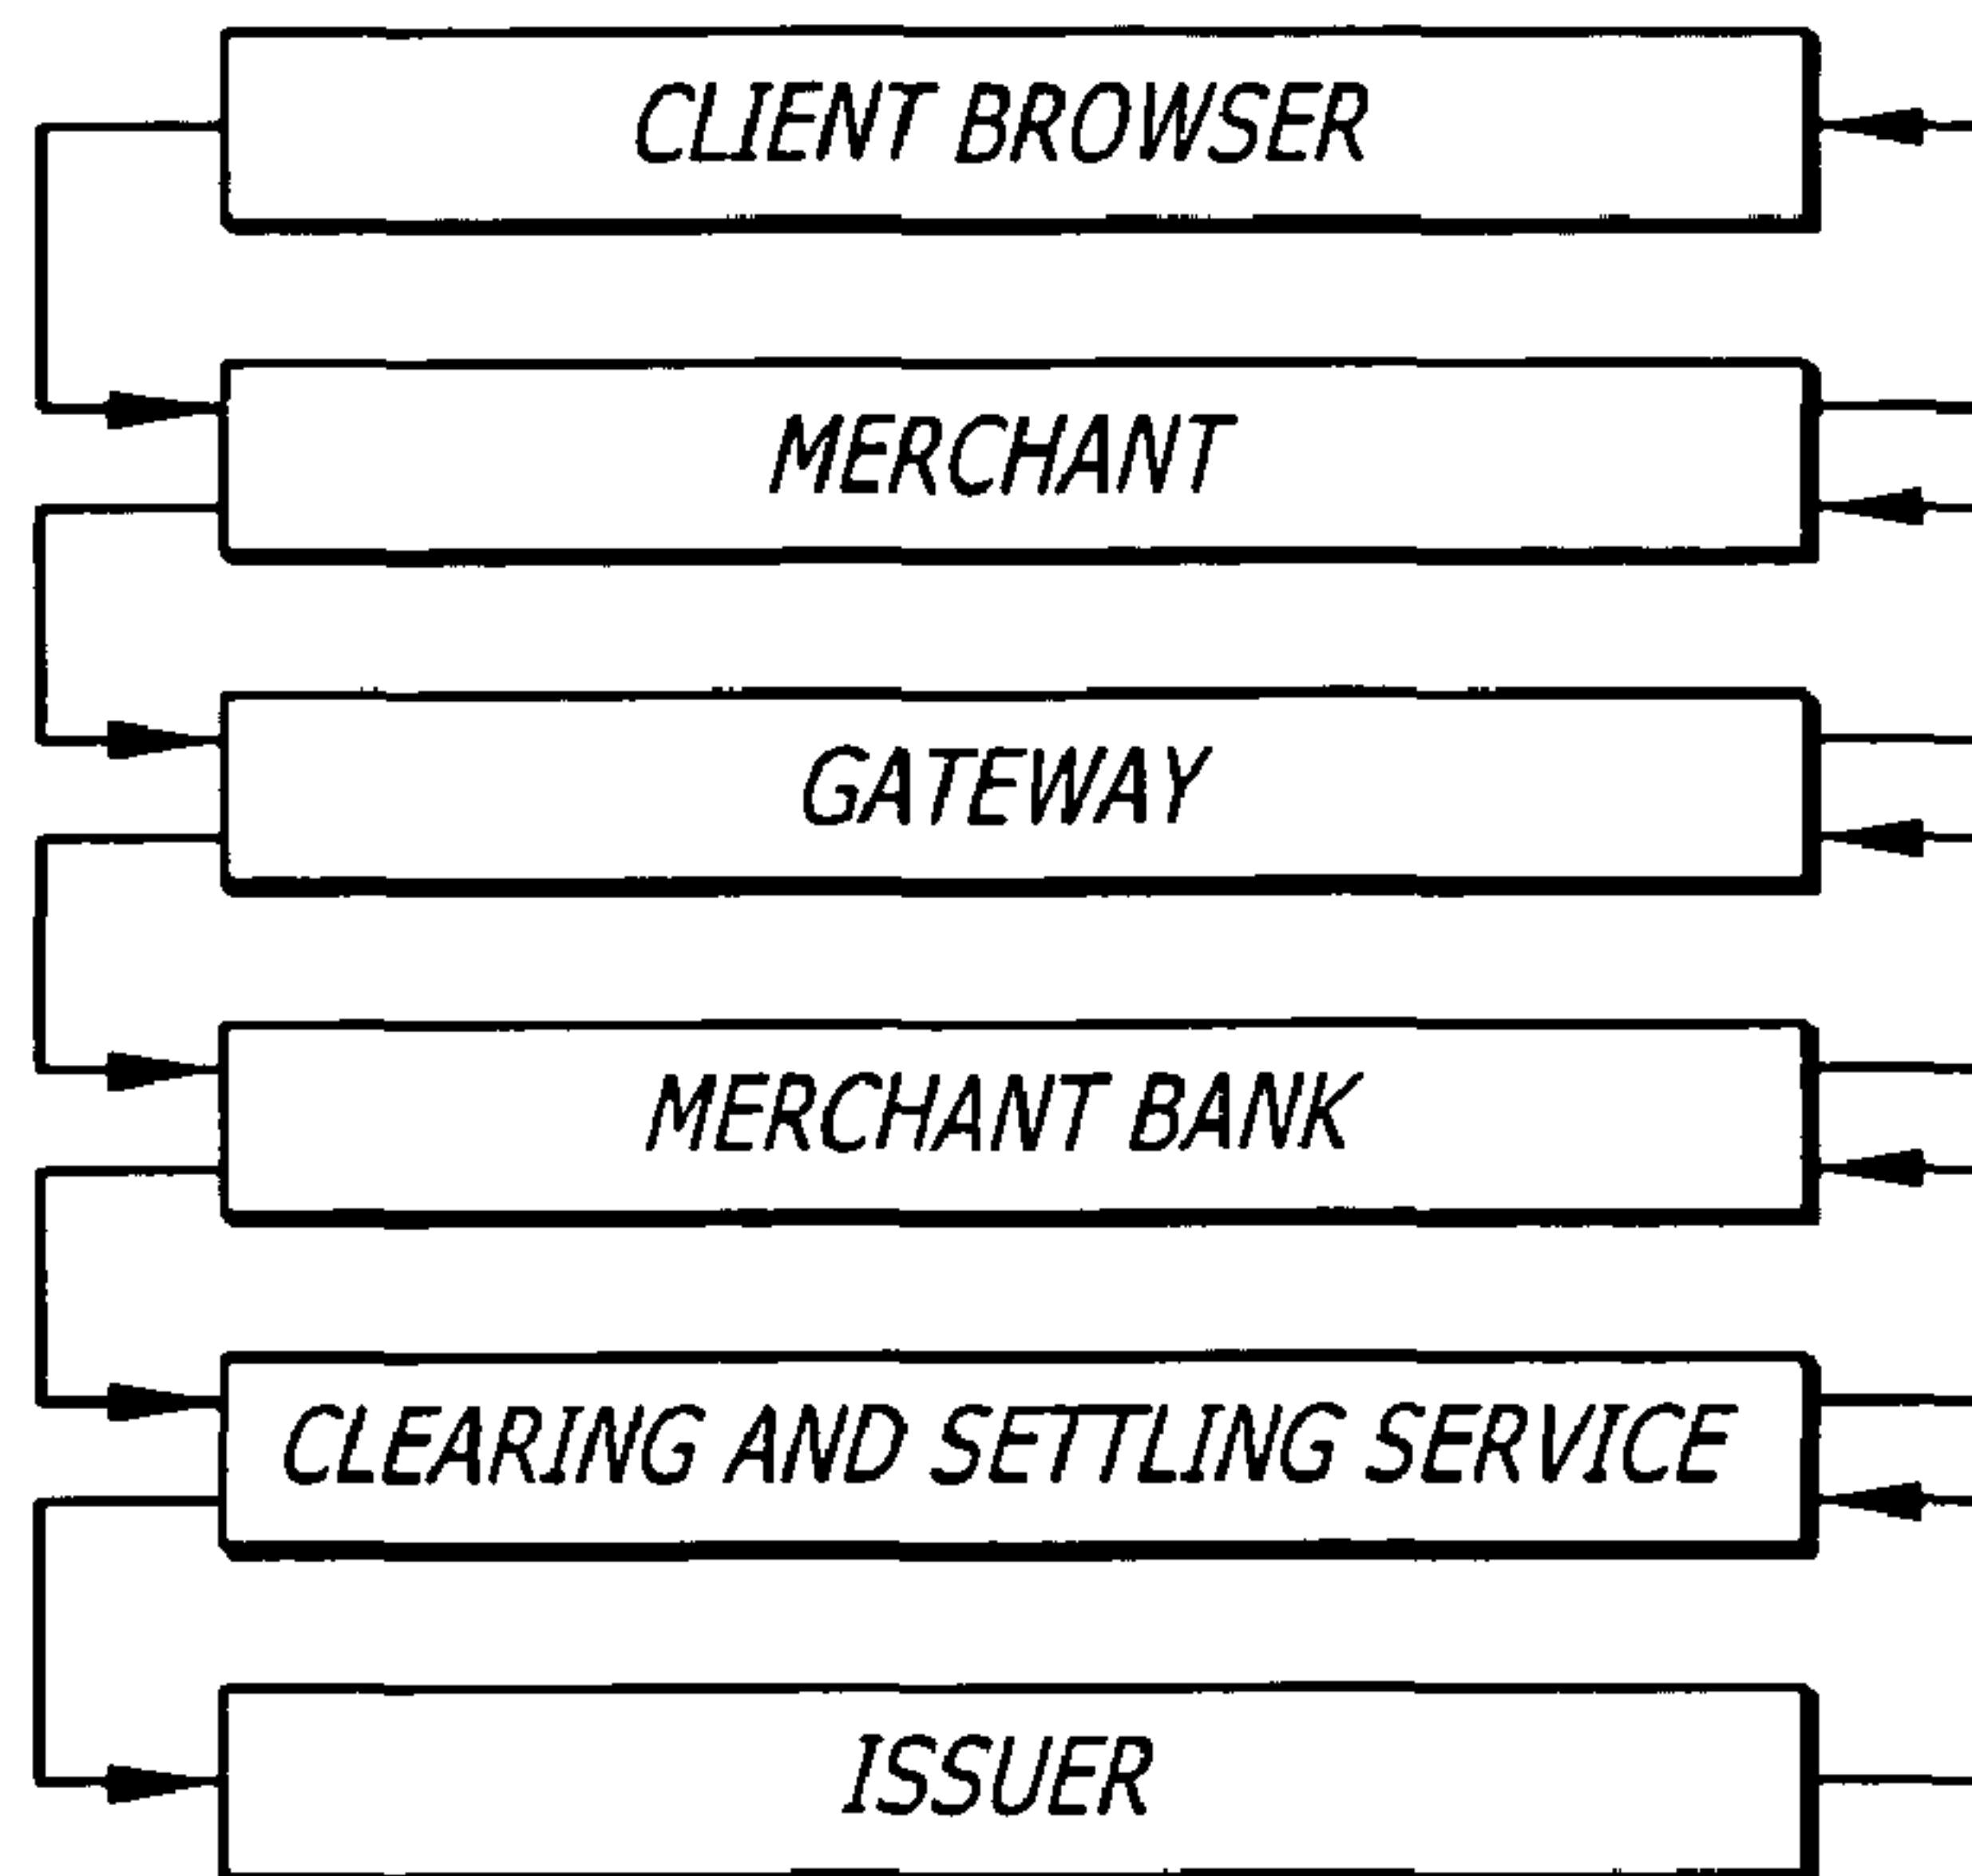 CLIENT BROWSER
MERCHANT
GATEWAY
MERCHANT BANK
CLEARING AND SETTLING SERVICE
ISSUER